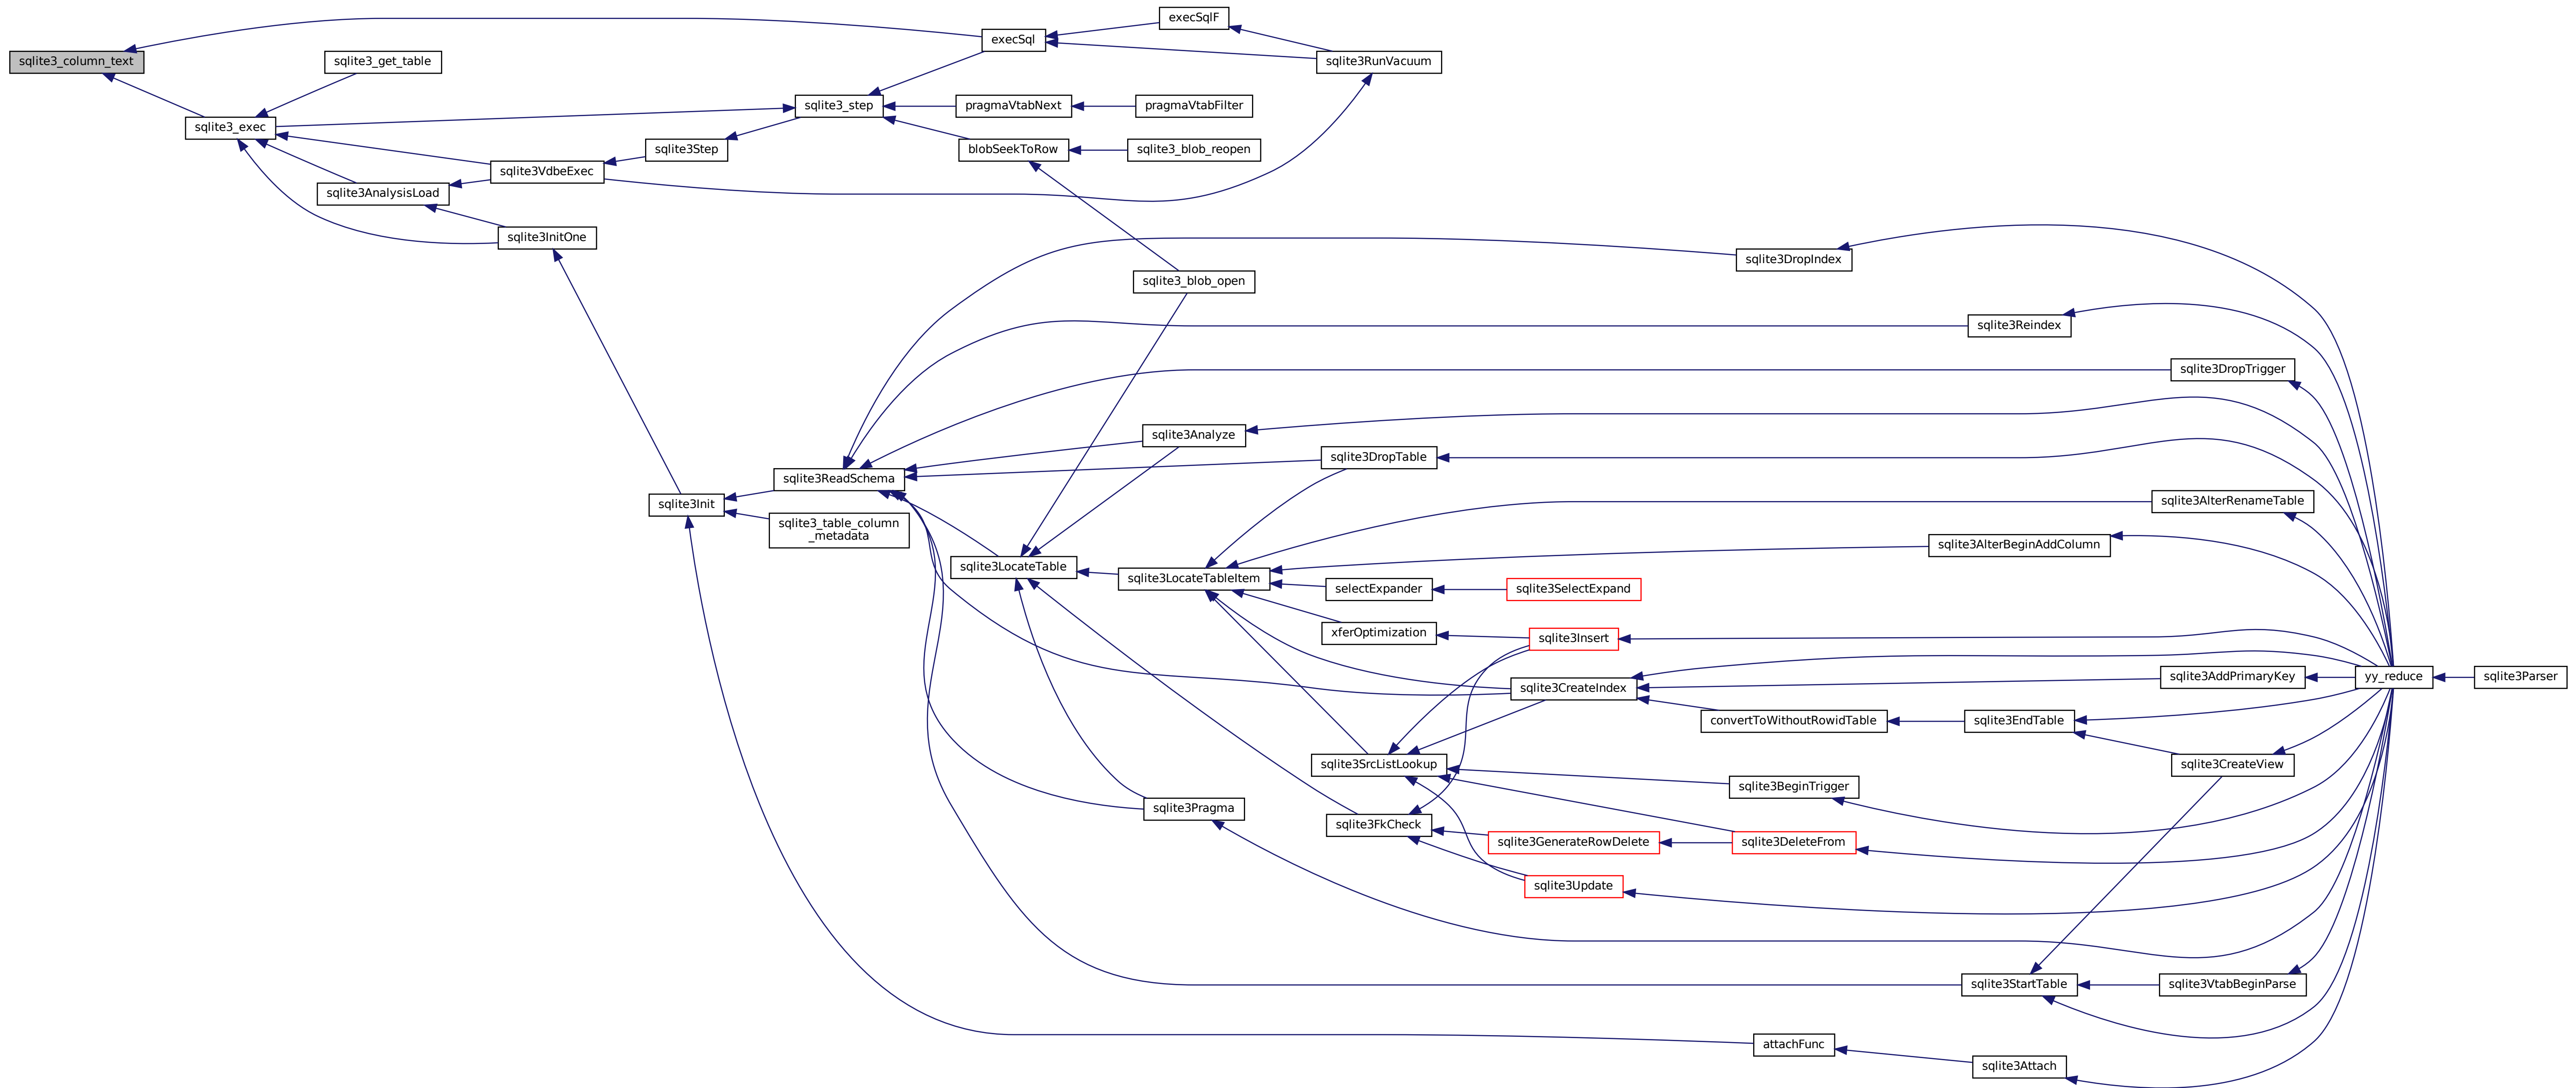 sqlite3_column_text
sqlite3_get_table
sqlite3_exec
sqlite3AnalysisLoad
sqlite3VdbeExec
sqlite3InitOne
sqlite3Step
sqlite3_step
execSql
execSqlF
sqlite3RunVacuum
pragmaVtabNext
pragmaVtabFilter
blobSeekToRow
sqlite3_blob_reopen
sqlite3_blob_open
sqlite3DropIndex
sqlite3Reindex
sqlite3DropTrigger
sqlite3Analyze
sqlite3DropTable
sqlite3ReadSchema
sqlite3Init
sqlite3_table_column
_metadata
sqlite3AlterRenameTable
sqlite3AlterBeginAddColumn
sqlite3LocateTable
sqlite3LocateTableItem
selectExpander
sqlite3SelectExpand
xferOptimization
sqlite3Insert
sqlite3CreateIndex
sqlite3AddPrimaryKey
yy_reduce
sqlite3Parser
convertToWithoutRowidTable
sqlite3EndTable
sqlite3SrcListLookup
sqlite3CreateView
sqlite3BeginTrigger
sqlite3Pragma
sqlite3FkCheck
sqlite3GenerateRowDelete
sqlite3DeleteFrom
sqlite3Update
sqlite3StartTable
sqlite3VtabBeginParse
attachFunc
sqlite3Attach